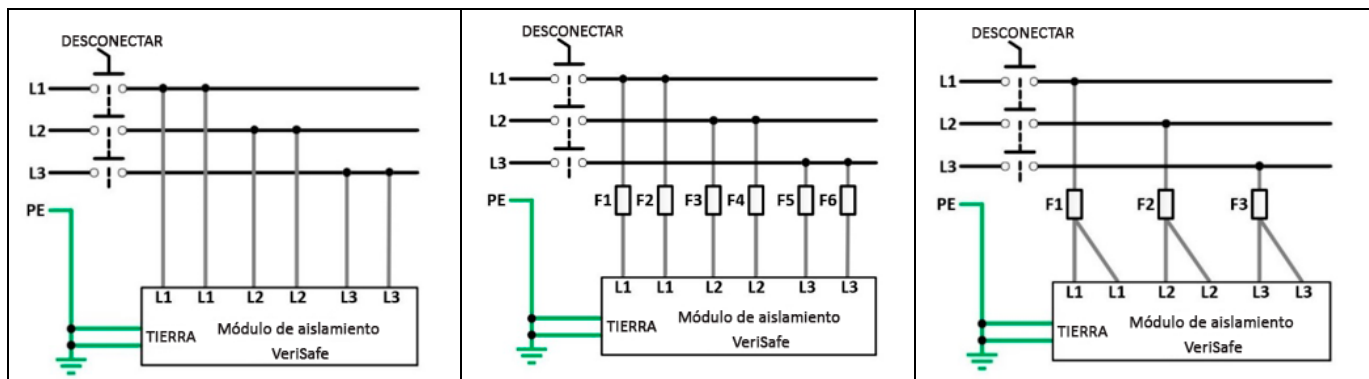 DESCONECTAR
L1
L2
L3
PE
L1 L1 L2 L2 L3 L3
TIERRA
Módulo de aislamiento
VeriSafe
DESCONECTAR
L1
L2
L3
PE
F1 F2 F3 F4 F5 F6
L1 L1 L2 L2 L3 L3
TIERRA
Módulo de aislamiento
VeriSafe
DESCONECTAR
L1
L2
L3
PE
F1 F2 F3
L1 L1 L2 L2 L3 L3
TIERRA
Módulo de aislamiento
VeriSafe